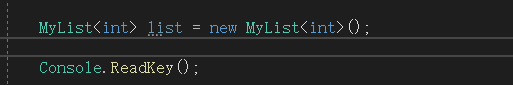 MyList<int> list = new MyList<int>();
Console.ReadKey();